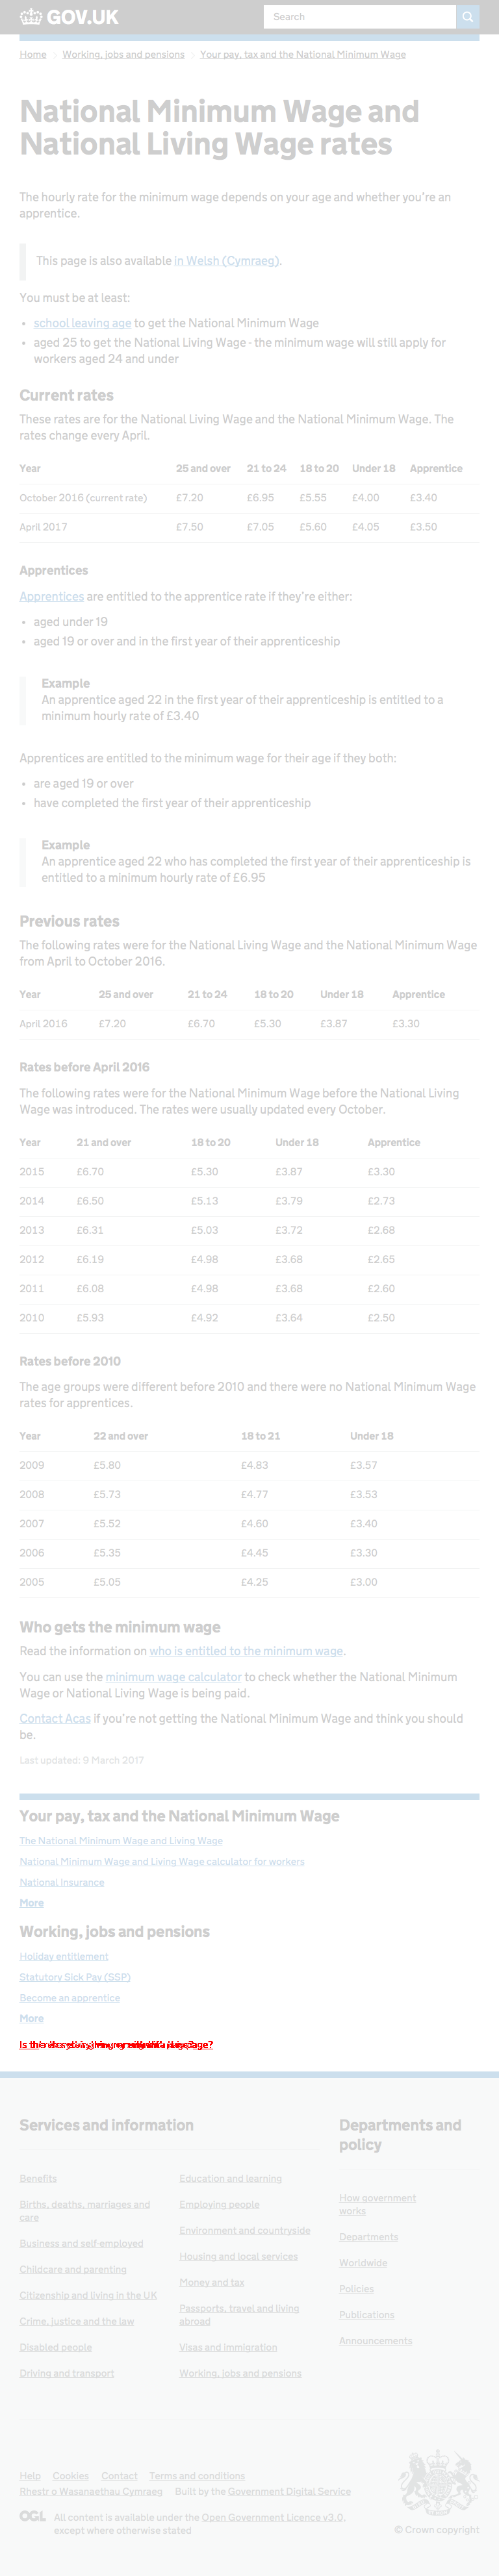 GOV.UK
Search
Home
Working, jobs and pensions
Your pay, tax and the National Minimum Wage
National Minimum Wage and
National Living Wage rates
The hourly rate for the minimum wage depends on your age and whether you're an
apprentice.
This page is also available in Welsh (Cymraeg).
You must be at least:
• school leaving age to get the National Minimum Wage
• aged 25 to get the National Living Wage - the minimum wage will still apply for
workers aged 24 and under
Current rates
These rates are for the National Living Wage and the National Minimum Wage. The
rates change every April.
Year 25 and over 21 to 24 18 to 20 Under 18 Apprentice
October 2016 (current rate) £7.20 £6.95 £5.55 £4.00 £3.40
April 2017 £7.50 £7.05 £5.60 £4.05 £3.50
Apprentices
Apprentices are entitled to the apprentice rate if they're either:
• aged under 19
• aged 19 or over and in the first year of their apprenticeship
Example
An apprentice aged 22 in the first year of their apprenticeship is entitled to a
minimum hourly rate of £3.40
Apprentices are entitled to the minimum wage for their age if they both:
• are aged 19 or over
• have completed the first year of their apprenticeship
Example
An apprentice aged 22 who has completed the first year of their apprenticeship is
entitled to a minimum hourly rate of £6.95
Previous rates
The following rates were for the National Living Wage and the National Minimum Wage
from April to October 2016.
Year 25 and over 21 to 24 18 to 20 Under 18 Apprentice
April 2016 £7.20 £6.70 £5.30 £3.87 £3.30
Rates before April 2016
The following rates were for the National Minimum Wage before the National Living
Wage was introduced. The rates were usually updated every October.
Year 21 and over 18 to 20 Under 18 Apprentice
2015 £6.70 £5.30 £3.87 £3.30
2014 £6.50 £5.13 £3.79 £2.73
2013 £6.31 £5.03 £3.72 £2.68
2012 £6.19 £4.98 £3.68 £2.65
2011 £6.08 £4.98 £3.68 £2.60
2010 £5.93 £4.92 £3.64 £2.50
Rates before 2010
The age groups were different before 2010 and there were no National Minimum Wage
rates for apprentices.
Year 22 and over 18 to 21 Under 18
2009 £5.80 £4.83 £3.57
2008 £5.73 £4.77 £3.53
2007 £5.52 £4.60 £3.40
2006 £5.35 £4.45 £3.30
2005 £5.05 £4.25 £3.00
Who gets the minimum wage
Read the information on who is entitled to the minimum wage.
You can use the minimum wage calculator to check whether the National Minimum
Wage or National Living Wage is being paid.
Contact Acas if you're not getting the National Minimum Wage and think you should
be.
Last updated: 9 March 2017
Your pay, tax and the National Minimum Wage
The National Minimum Wage and Living Wage
National Minimum Wage and Living Wage calculator for workers
National Insurance
More
Working, jobs and pensions
Holiday entitlement
Statutory Sick Pay (SSP)
Become an apprentice
More
Services and information
Departments and
policy
Benefits
Births, deaths, marriages and
care
Business and self-employed
Childcare and parenting
Citizenship and living in the UK
Crime, justice and the law
Disabled people
Driving and transport
Education and learning
Employing people
Environment and countryside
Housing and local services
Money and tax
Passports, travel and living
abroad
Visas and immigration
Working, jobs and pensions
How government
works
Departments
Worldwide
Policies
Publications
Announcements
Help Cookies Contact Terms and conditions
Rhestr o Wasanaethau Cymraeg Built by the Government Digital Service
OGL All content is available under the Open Government Licence v3.0,
except where otherwise stated
© Crown copyright